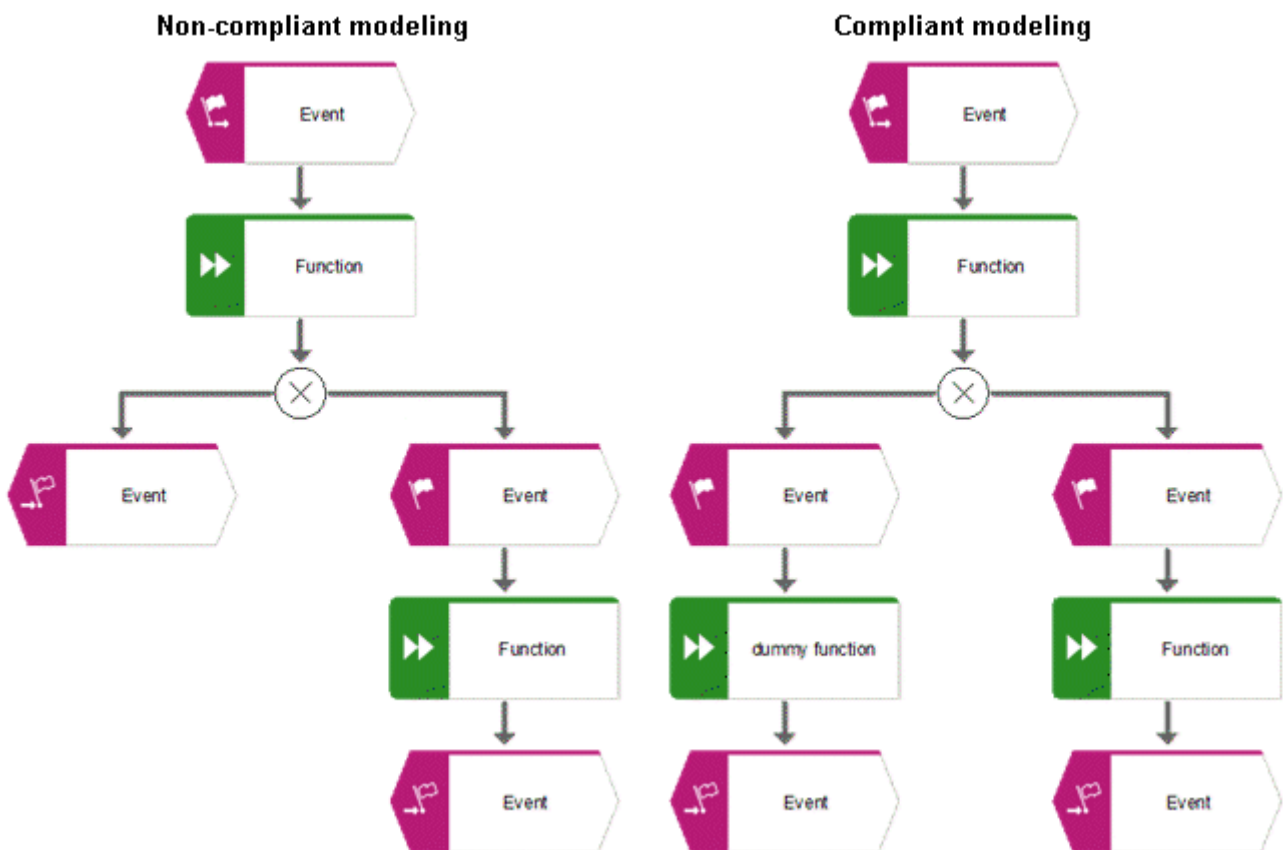 Non-compliant modeling
Event
Function
Event
Event
Function
Event
Compliant modeling
Event
Function
Event
Event
dummy function
Function
Event
Event